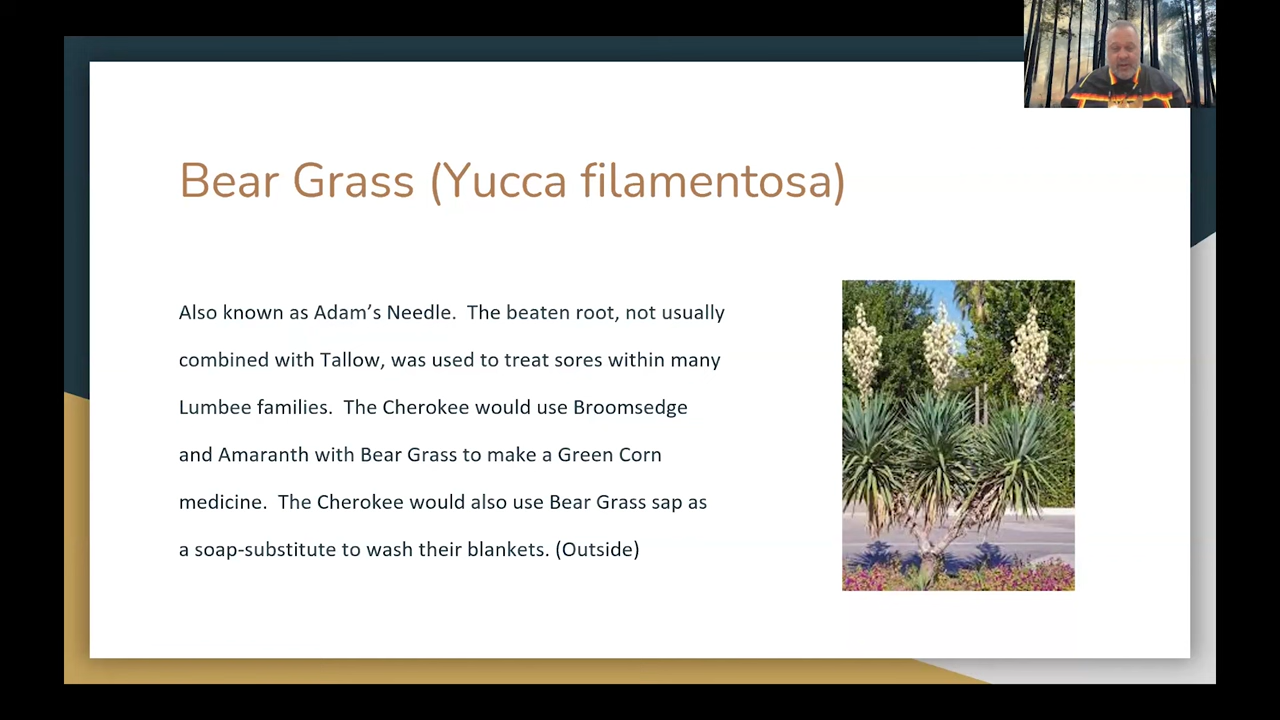 Bear Grass (Yucca filamentosa)
Also known as Adam's Needle.  The beaten root, not usually
combined with Tallow, was used to treat sores within many
Lumbee families.  The Cherokee would use Broomsedge
and Amaranth with Bear Grass to make a Green Corn
medicine.  The Cherokee would also use Bear Grass sap as
a soap-substitute to wash their blankets. (Outside)